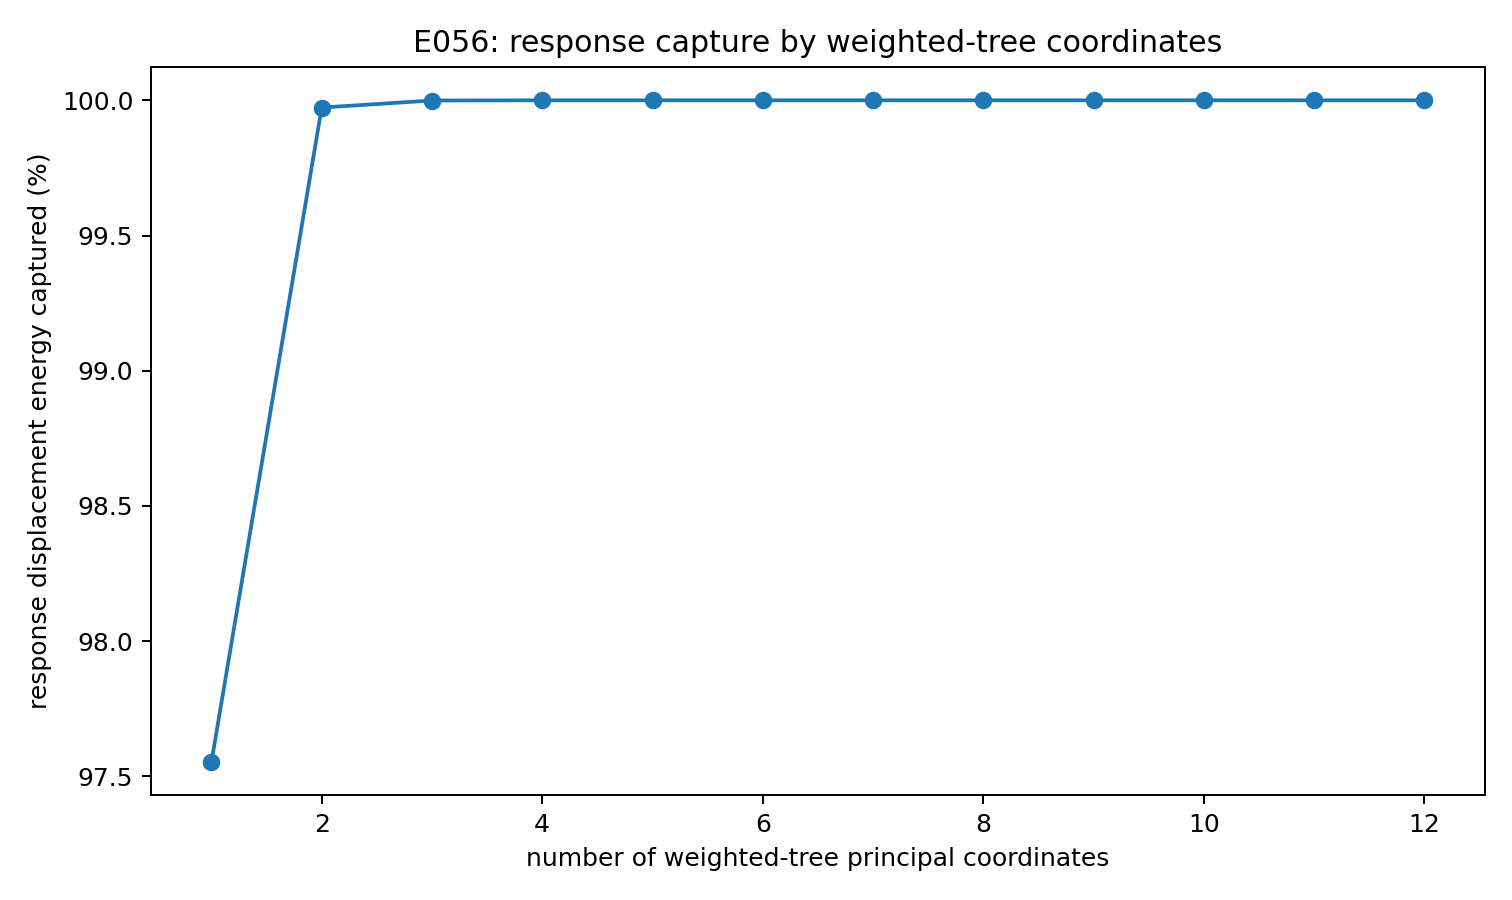 E056: response capture by weighted-tree coordinates
response displacement energy captured (%)
100.0
99.5
99.0
98.5
98.0
97.5
2 4 6 8 10 12
number of weighted-tree principal coordinates